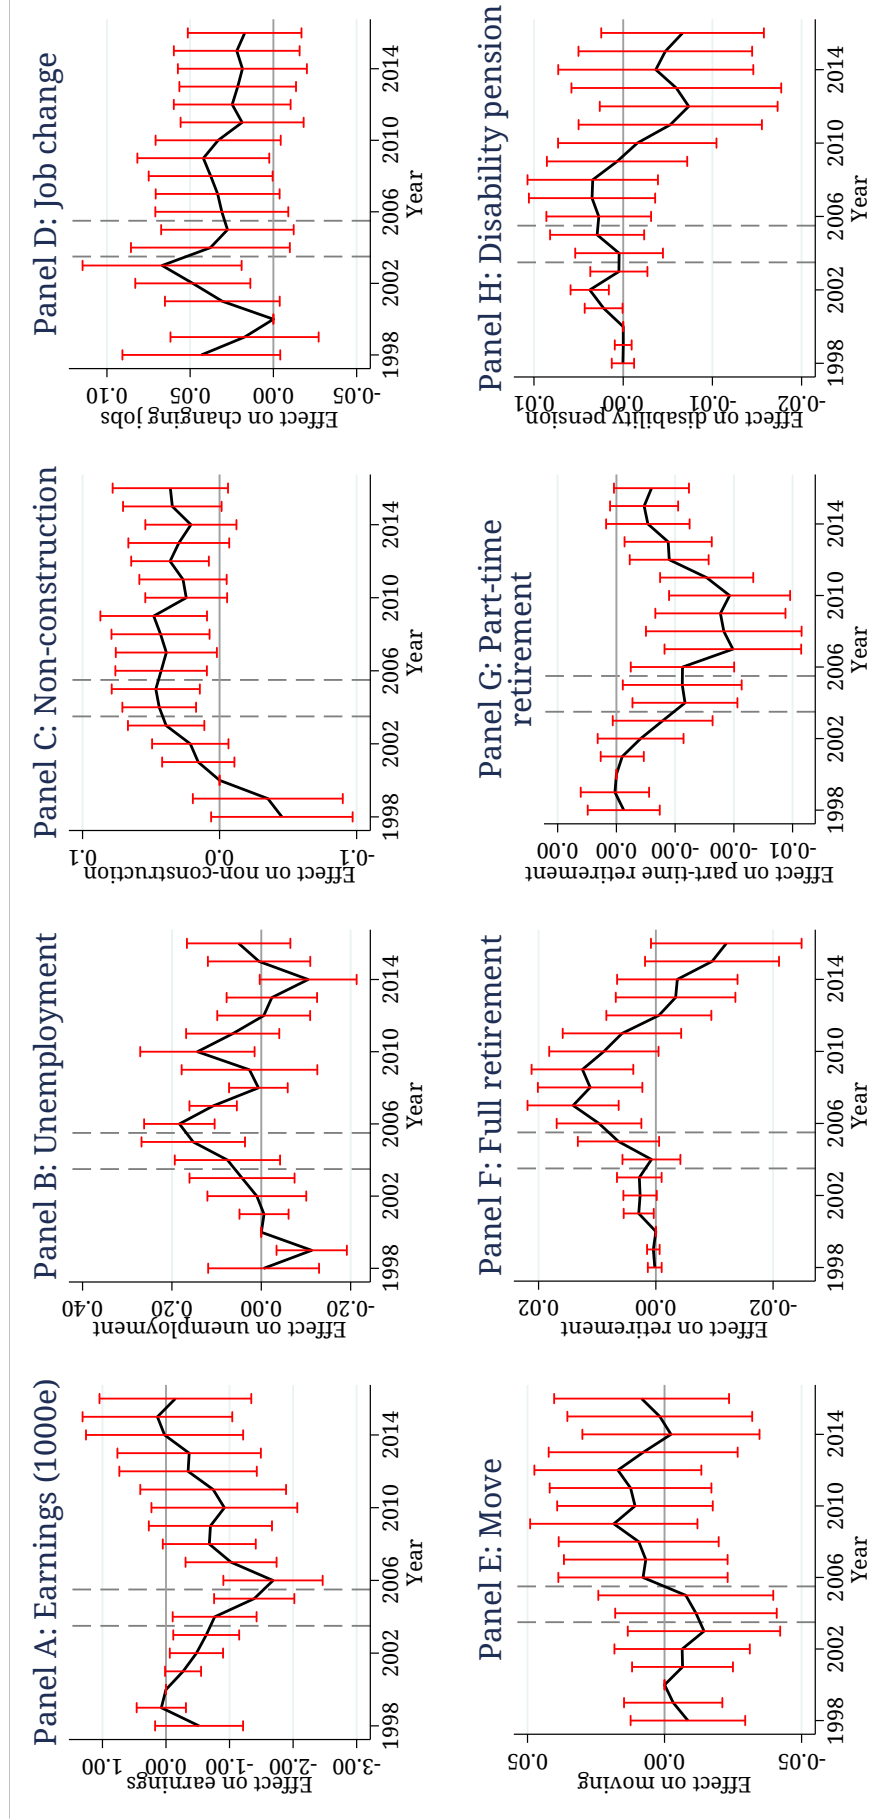 Panel A: Earnings (1000e)
Effect on earnings
1.00
0.00
-1.00
-2.00
-3.00
1998
2002
2006
2010
2014
Year
Panel B: Unemployment
Effect on unemployment
0.40
0.20
0.00
-0.20
1998
2002
2006
2010
2014
Year
Panel C: Non-construction
Effect on non-construction
0.1
0.0
-0.1
1998
2002
2006
2010
2014
Year
Panel D: Job change
Effect on changing jobs
0.10
0.05
0.00
-0.05
1998
2002
2006
2010
2014
Year
Panel E: Move
Effect on moving
0.05
0.00
-0.05
1998
2002
2006
2010
2014
Year
Panel F: Full retirement
Effect on retirement
0.02
0.00
-0.02
1998
2002
2006
2010
2014
Year
Panel G: Part-time
retirement
Effect on part-time retirement
0.00
0.00
-0.00
-0.00
-0.01
1998
2002
2006
2010
2014
Year
Panel H: Disability pension
Effect on disability pension
0.01
0.00
-0.01
-0.02
1998
2002
2006
2010
2014
Year